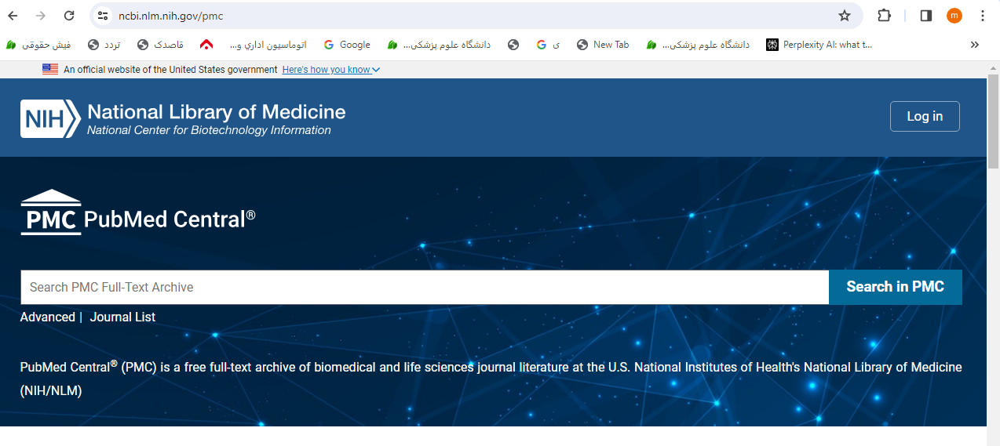 ncbi.nlm.nih.gov/pmc
m
فیش حقوقی تردد قاصدک اتوماسیون اداري و... Google دانشگاه علوم پزشکی... ی New Tab دانشگاه علوم پزشکی... Perplexity AI: what t... »
An official website of the United States government Here's how you know
NIH National Library of Medicine
National Center for Biotechnology Information
Log in
PMC PubMed Central®
Search PMC Full-Text Archive Search in PMC
Advanced | Journal List
PubMed Central® (PMC) is a free full-text archive of biomedical and life sciences journal literature at the U.S. National Institutes of Health's National Library of Medicine
(NIH/NLM)